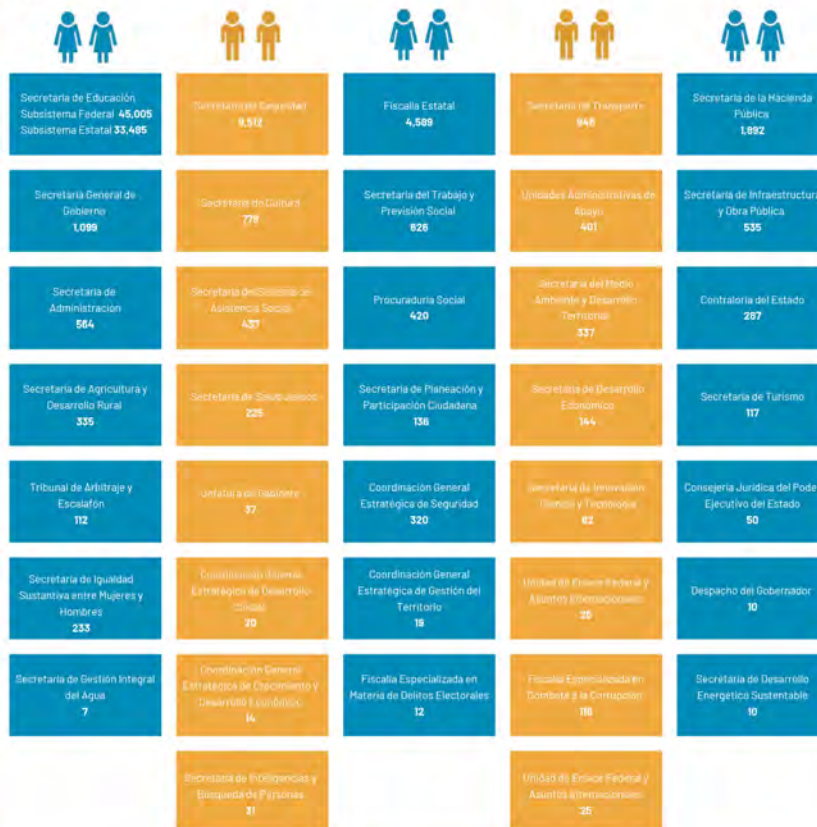 Secretaría de Educación
Subsistema Federal 45,005
Subsistema Estatal 33,485
Secretaría de Seguridad
9,512
Fiscalía Estatal
4,589
Secretaría de Transporte
946
Secretaría de la Hacienda
Pública
1,892
Secretaría General de
Gobierno
1,099
Secretaría de Cultura
778
Secretaría del Trabajo y
Previsión Social
626
Unidades Administrativas de
Apoyo
401
Secretaría de Infraestructura
y Obra Pública
535
Secretaría de
Administración
564
Secretaría del Sistema de
Asistencia Social
437
Procuraduría Social
420
Secretaría del Medio
Ambiente y Desarrollo
Territorial
337
Contraloría del Estado
287
Secretaría de Agricultura y
Desarrollo Rural
335
Secretaría de Salud Jalisco
225
Secretaría de Planeación y
Participación Ciudadana
136
Secretaría de Desarrollo
Económico
144
Secretaría de Turismo
117
Tribunal de Arbitraje y
Escalafón
112
Jefatura de Gabinete
37
Coordinación General
Estratégica de Seguridad
320
Secretaría de Innovación
Ciencia y Tecnología
62
Consejería Jurídica del Poder
Ejecutivo del Estado
50
Secretaría de Igualdad
Sustantiva entre Mujeres y
Hombres
233
Coordinación General
Estratégica de Desarrollo
Social
20
Coordinación General
Estratégica de Gestión del
Territorio
19
Unidad de Enlace Federal y
Asuntos Internacionales
25
Despacho del Gobernador
10
Secretaría de Gestión Integral
del Agua
7
Coordinación General
Estratégica de Crecimiento y
Desarrollo Económico
14
Fiscalía Especializada en
Materia de Delitos Electorales
12
Fiscalía Especializada en
Combate a la Corrupción
Secretaría de Desarrollo
Energético Sustentable
10
Secretaría de Inteligencias y
Búsqueda de Personas
31
Unidad de Enlace Federal y
Asuntos Internacionales
25